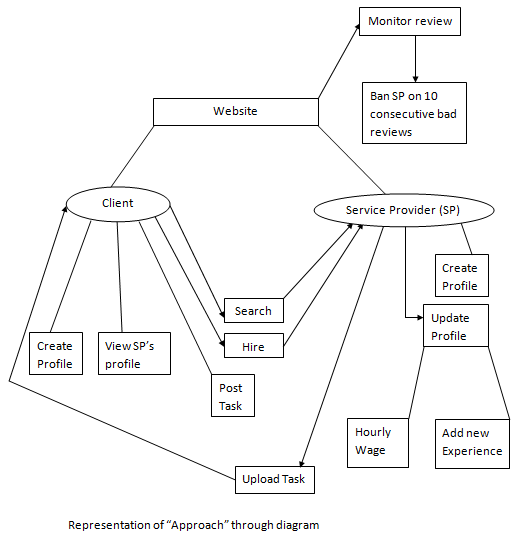 Monitor review
Ban SP on 10
consecutive bad
reviews
Website
Client
Service Provider (SP)
Create
Profile
Search
Update
Profile
Create
Profile
View SP's
profile
Hire
Post
Task
Hourly
Wage
Add new
Experience
Upload Task
Representation of "Approach" through diagram